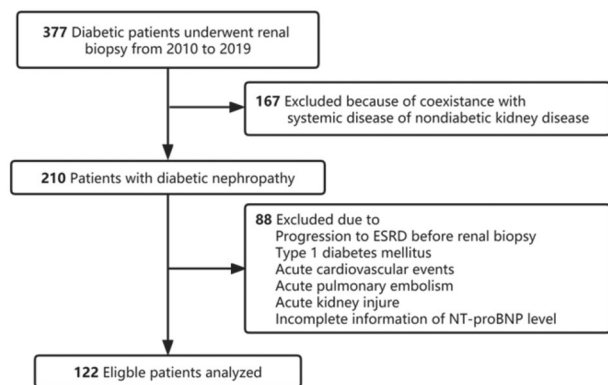 377 Diabetic patients underwent renal
biopsy from 2010 to 2019
167 Excluded because of coexistance with
systemic disease of nondiabetic kidney disease
210 Patients with diabetic nephropathy
88 Excluded due to
Progression to ESRD before renal biopsy
Type 1 diabetes mellitus
Acute cardiovascular events
Acute pulmonary embolism
Acute kidney injure
Incomplete information of NT-proBNP level
122 Eligible patients analyzed